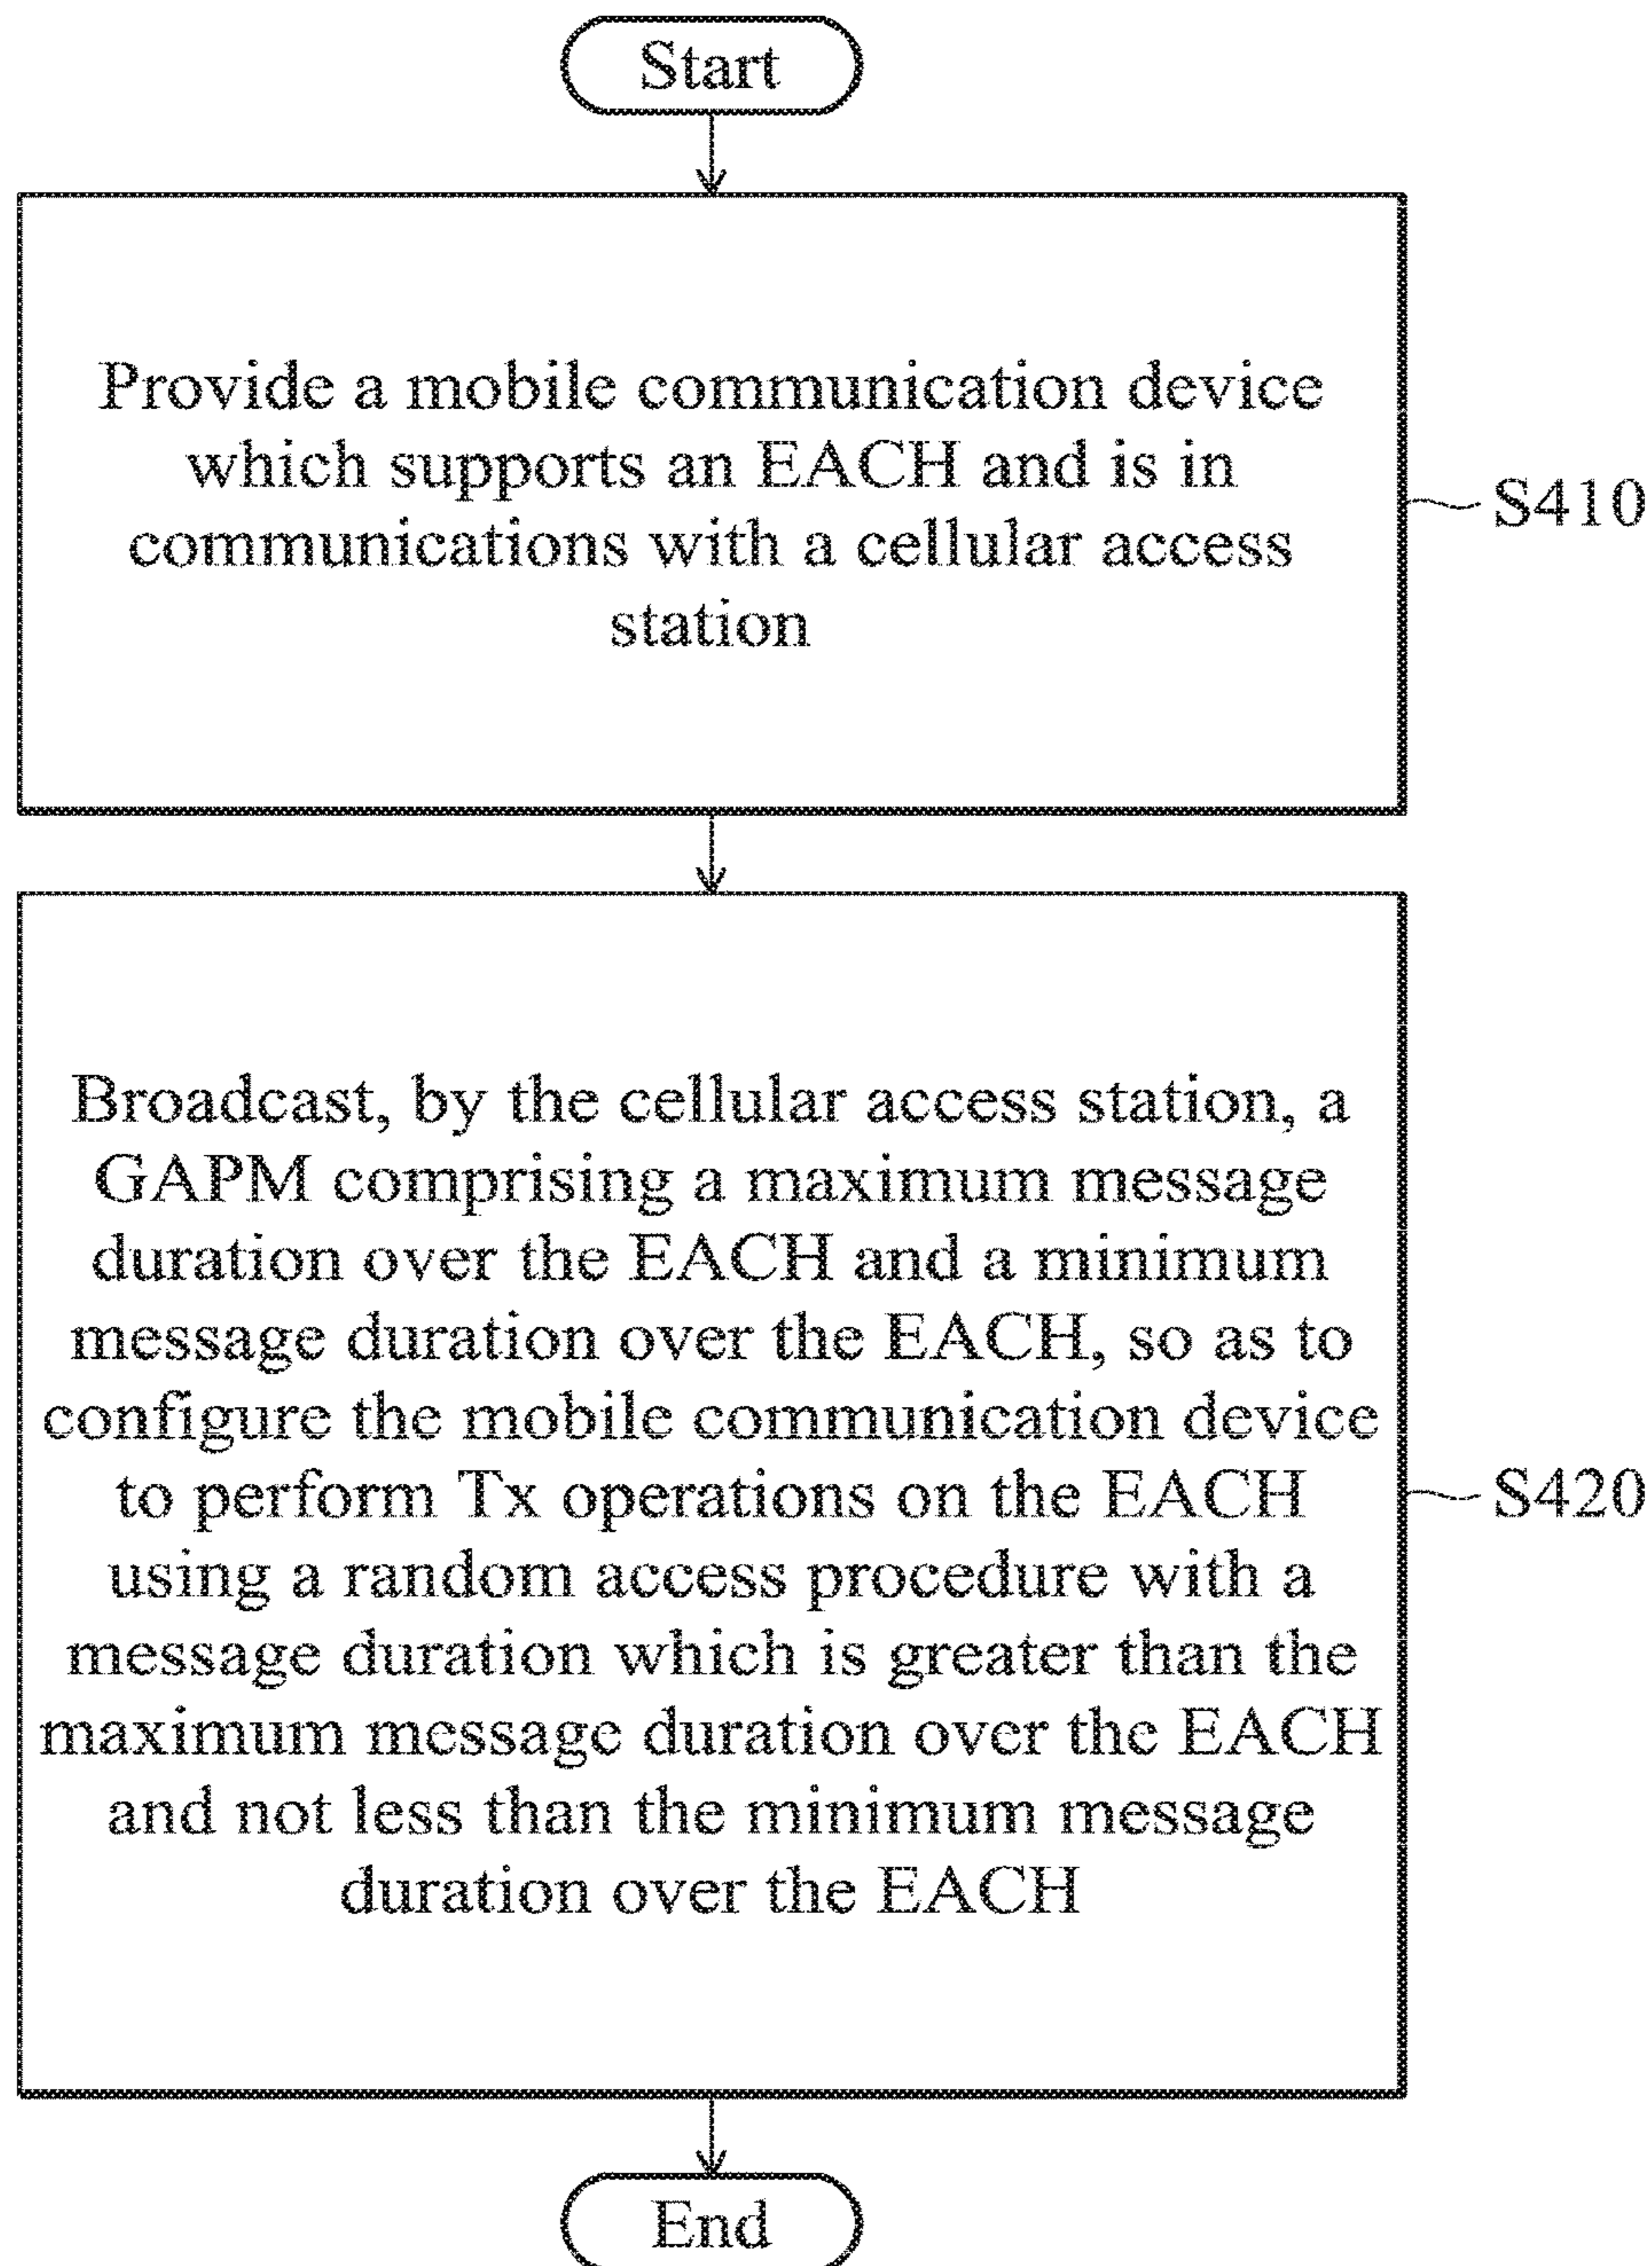 Start
Provide a mobile communication device
which supports an EACH and is in
communications with a cellular access
station
S410
Broadcast, by the cellular access station, a
GAPM comprising a maximum message
duration over the EACH and a minimum
message duration over the EACH, so as to
configure the mobile communication device
to perform Tx operations on the EACH
using a random access procedure with a
message duration which is greater than the
maximum message duration over the EACH
and not less than the minimum message
duration over the EACH
S420
End